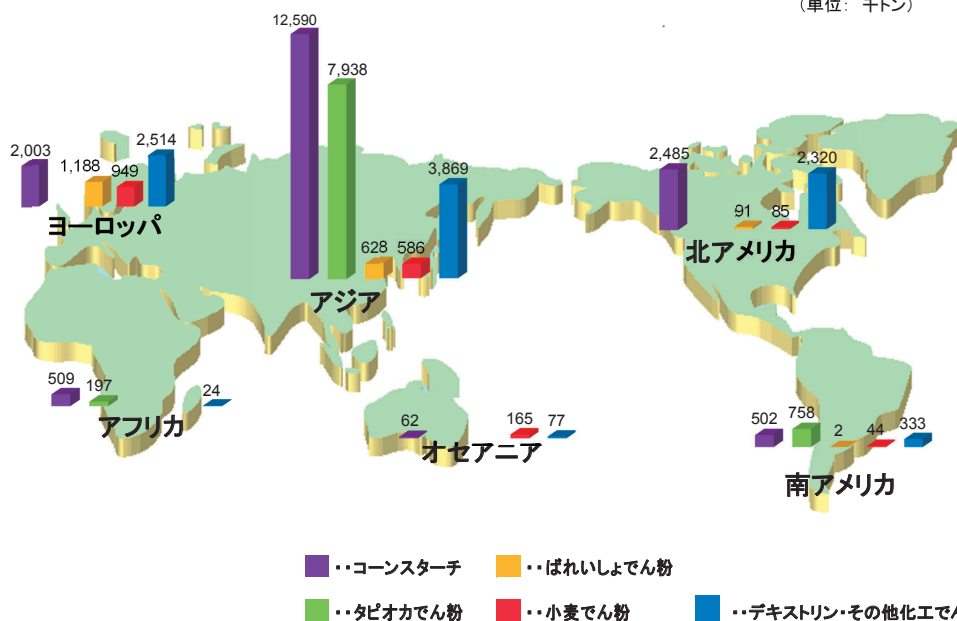 (単位: 千トン)
12,590
7,938
3,869
628
586
アジア
2,003
1,188
949
2,514
ヨーロッパ
2,485
91
85
2,320
北アメリカ
509
197
24
アフリカ
62
165
77
オセアニア
502
758
2
44
333
南アメリカ
‥コーンスターチ
‥ばれいしょでん粉
‥タピオカでん粉
‥小麦でん粉
‥デキストリン・その他化工でん